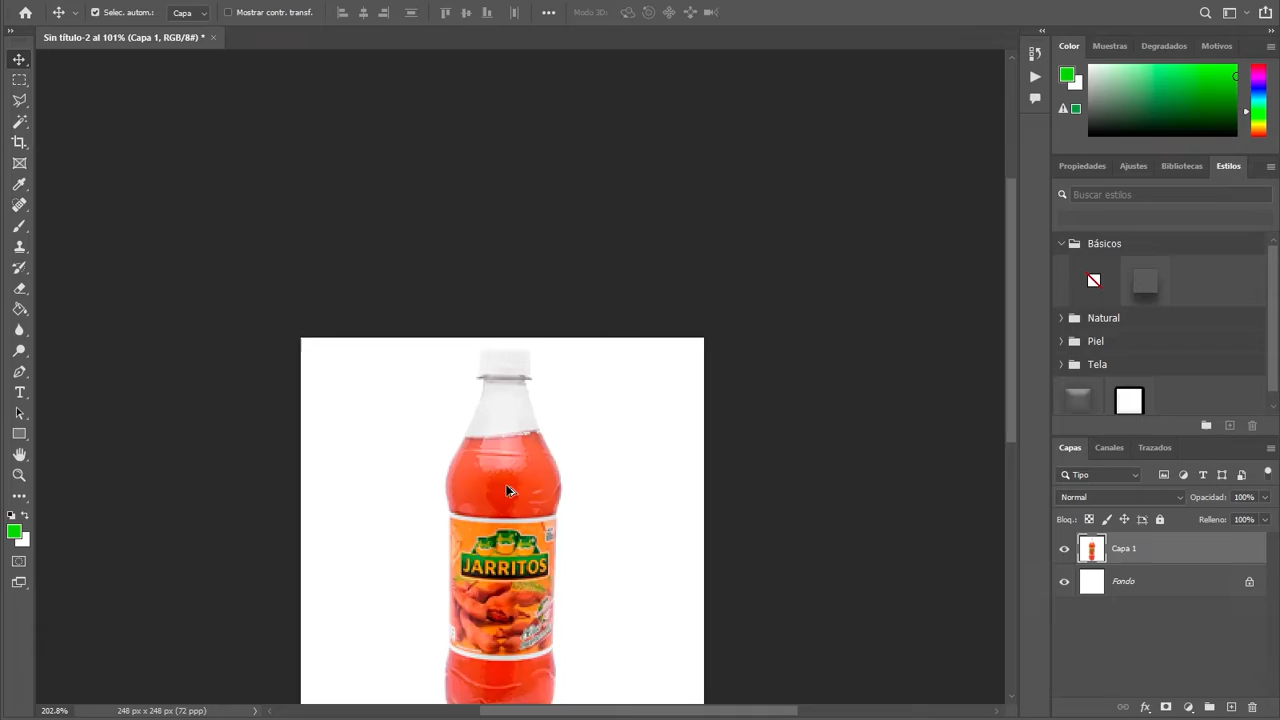 Selec. autom.: Capa Mostrar contr. transf. Modo 3D:
Sin título-2 al 101% (Capa 1, RGB/8#) *
Color Muestras Degradados Motivos
Propiedades Ajustes Bibliotecas Estilos
Buscar estilos
Básicos
Natural
Piel
Tela
JARRITOS
Capas Canales Trazados
Tipo
Normal Opacidad: 100%
Bloq.: Relleno: 100%
Capa 1
Fondo
202.8% 248 px x 248 px (72 ppp)